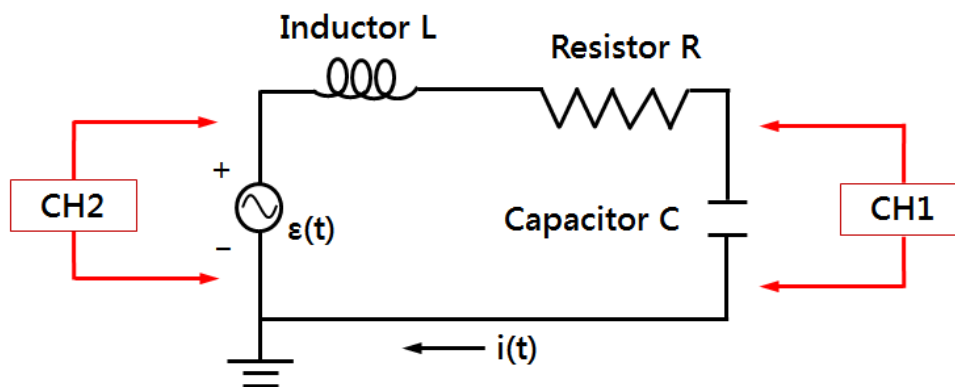 Inductor L
Resistor R
CH2
+
ε(t)
−
Capacitor C
CH1
i(t)